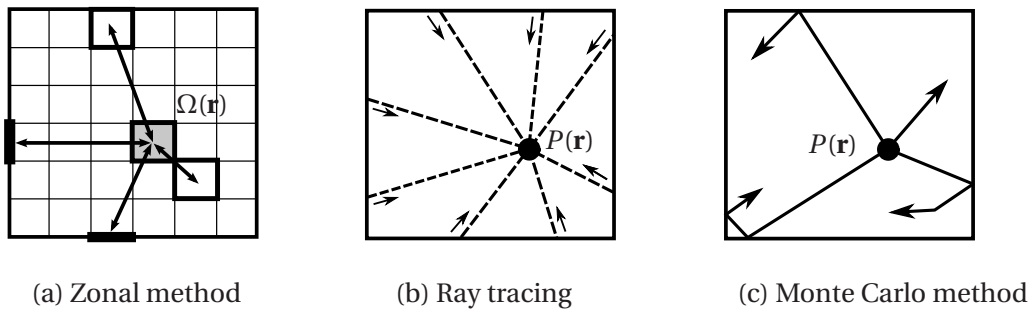 Ω(r)
P(r)
P(r)
(a) Zonal method
(b) Ray tracing
(c) Monte Carlo method